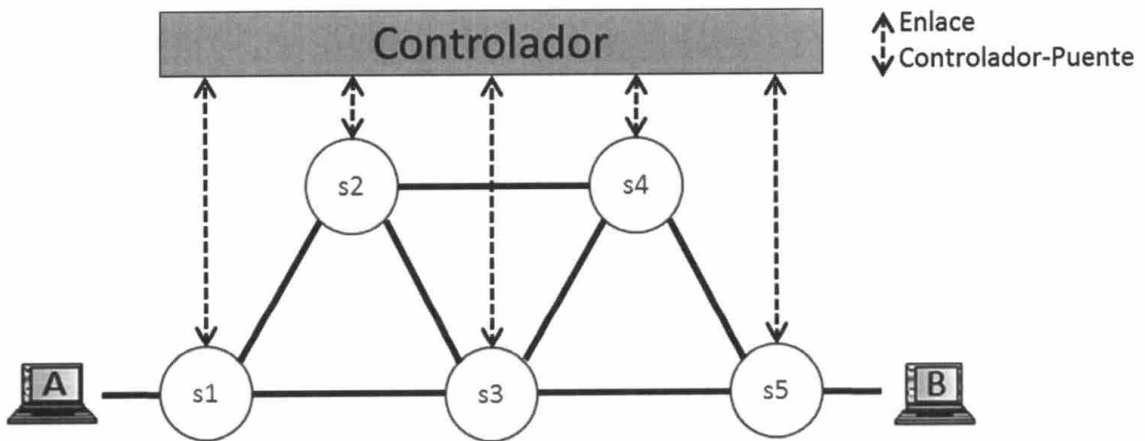 Controlador
Enlace
Controlador-Puente
s2
s4
A
s1
s3
s5
B